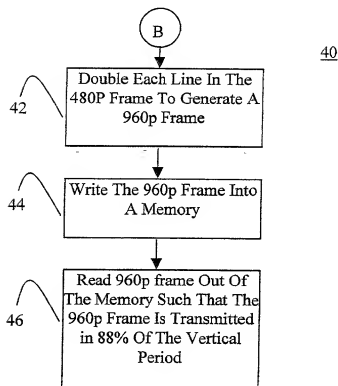 B
40
Double Each Line In The
480P Frame To Generate A
960p Frame
42
Write The 960p Frame Into
A Memory
44
Read 960p frame Out Of
The Memory Such That The
960p Frame Is Transmitted
in 88% Of The Vertical
Period
46